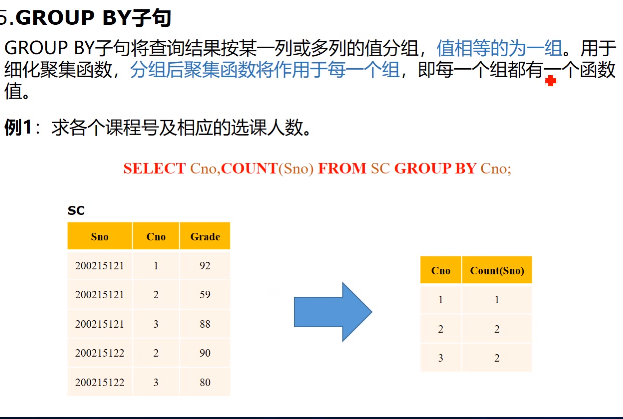 5.GROUP BY子句
GROUP BY子句将查询结果按某一列或多列的值分组，值相等的为一组。用于
细化聚集函数，分组后聚集函数将作用于每一个组，即每一个组都有一个函数
值。
例1：求各个课程号及相应的选课人数。
SELECT Cno,COUNT(Sno) FROM SC GROUP BY Cno;
SC
Sno Cno Grade
200215121 1 92
200215121 2 59
200215121 3 88
200215122 2 90
200215122 3 80
Cno Count(Sno)
1 1
2 2
3 2